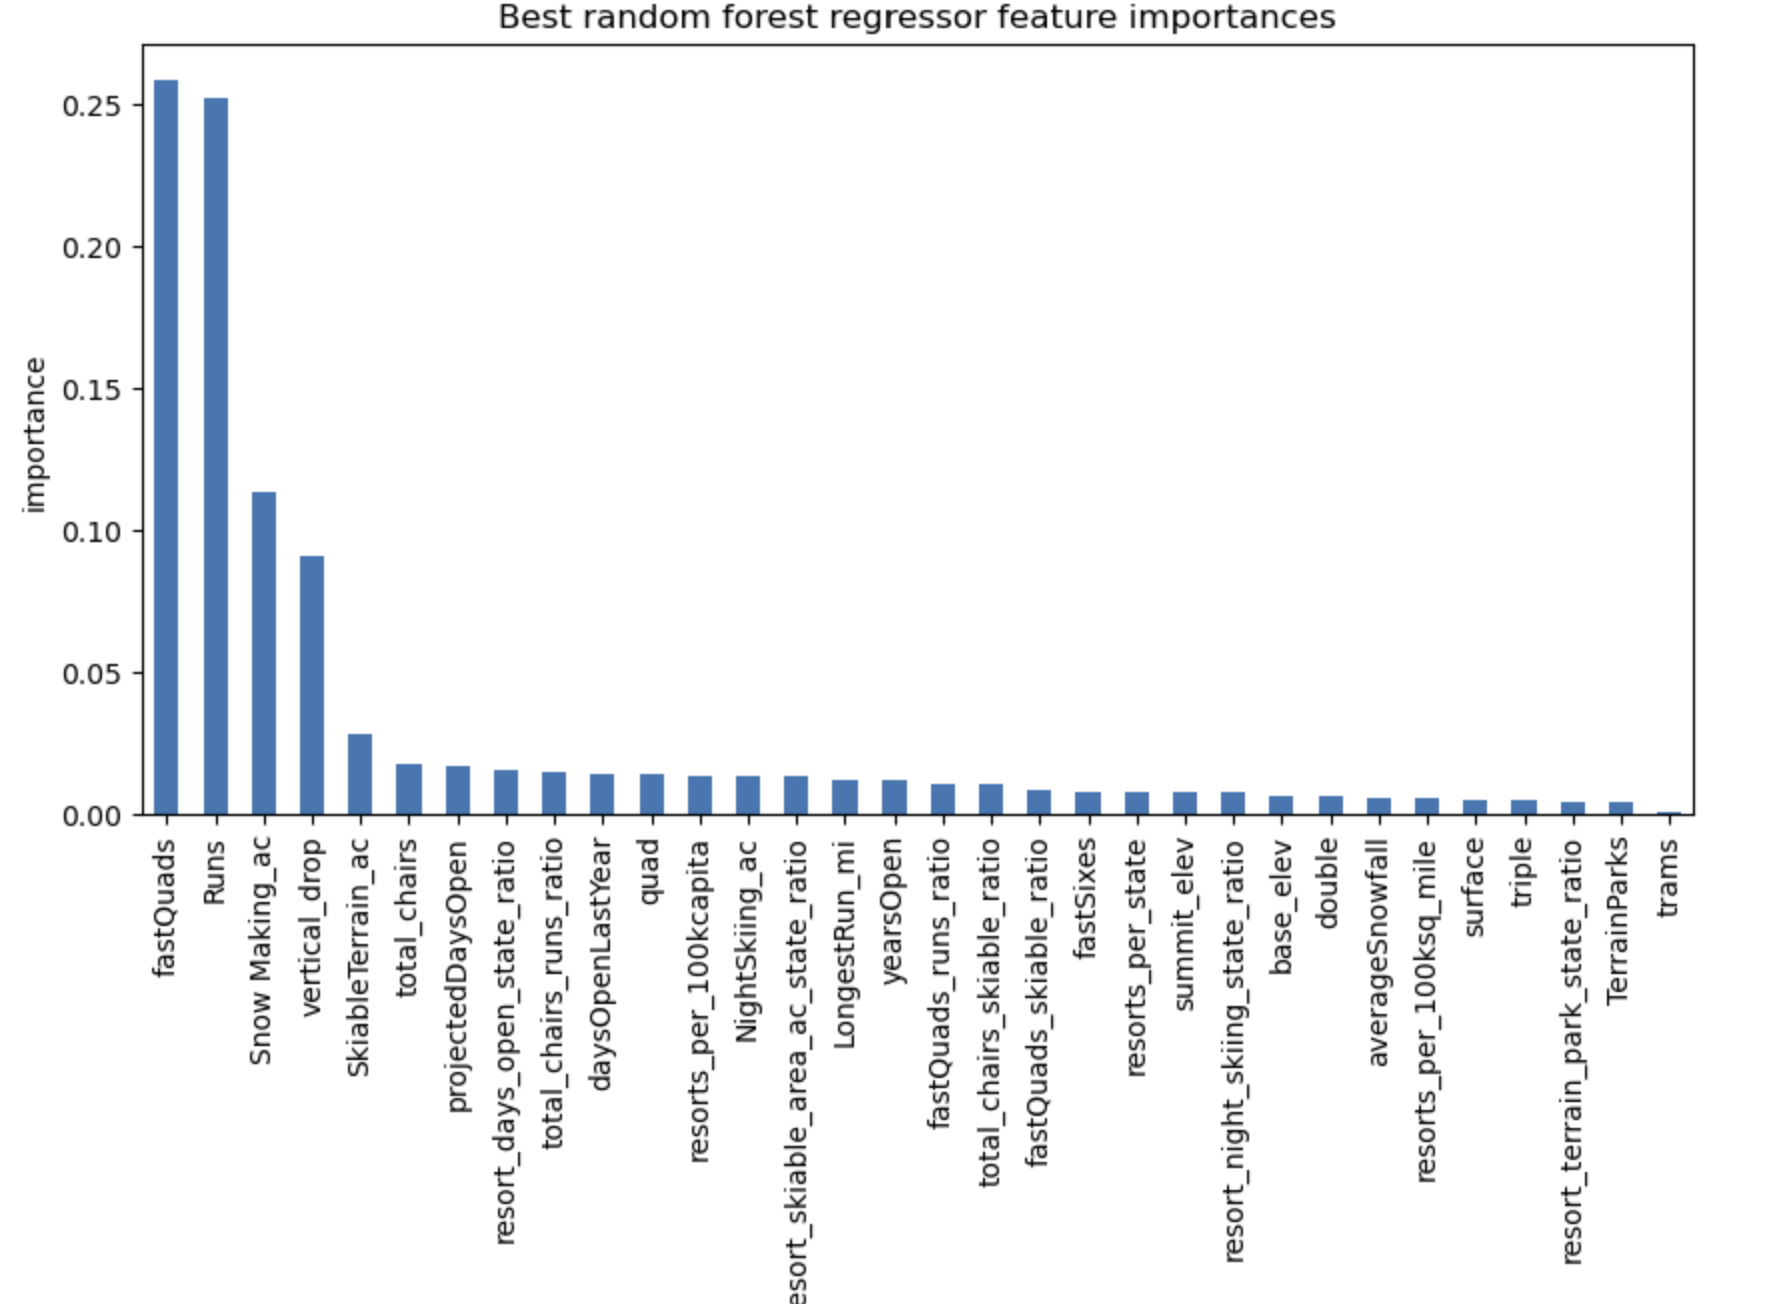 Best random forest regressor feature importances
importance
0.25
0.20
0.15
0.10
0.05
0.00
fastQuads
Runs
Snow Making_ac
vertical_drop
SkiableTerrain_ac
total_chairs
projectedDaysOpen
resort_days_open_state_ratio
total_chairs_runs_ratio
daysOpenLastYear
quad
resorts_per_100kcapita
NightSkiing_ac
esort_skiable_area_ac_state_ratio
LongestRun_mi
yearsOpen
fastQuads_runs_ratio
total_chairs_skiable_ratio
fastQuads_skiable_ratio
fastSixes
resorts_per_state
summit_elev
resort_night_skiing_state_ratio
base_elev
double
averageSnowfall
resorts_per_100ksq_mile
surface
triple
resort_terrain_park_state_ratio
TerrainParks
trams